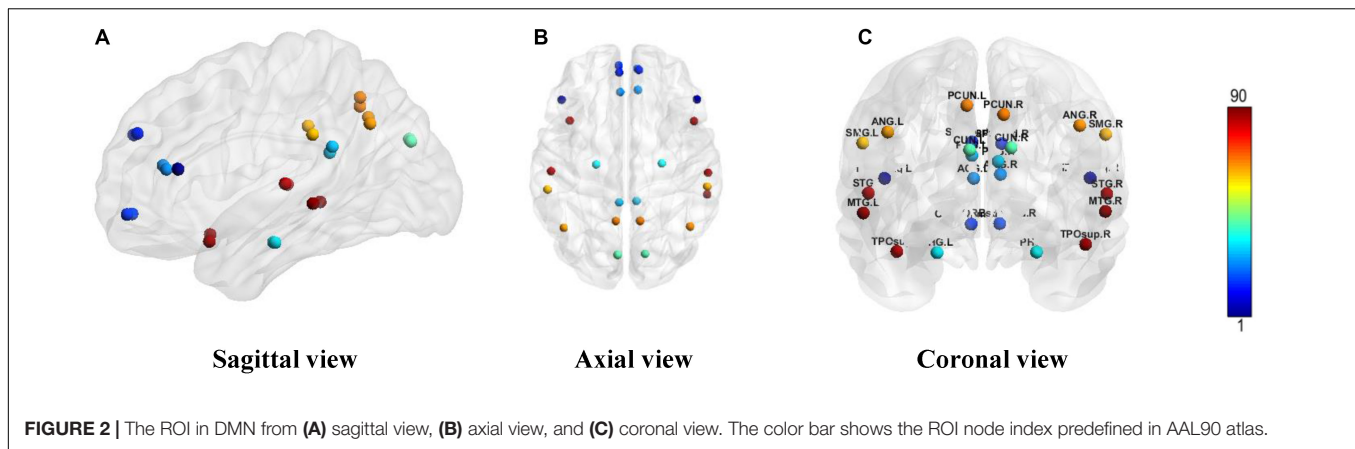 A
B
C
PCUN.L
PCUN.R
ANG.L
ANG.R
SMG.L
SMG.R
CUN.R
STG
STG.R
MTG.L
MTG.R
TPOsup.R
90
1
Sagittal view
Axial view
Coronal view
FIGURE 2 | The ROI in DMN from (A) sagittal view, (B) axial view, and (C) coronal view. The color bar shows the ROI node index predefined in AAL90 atlas.